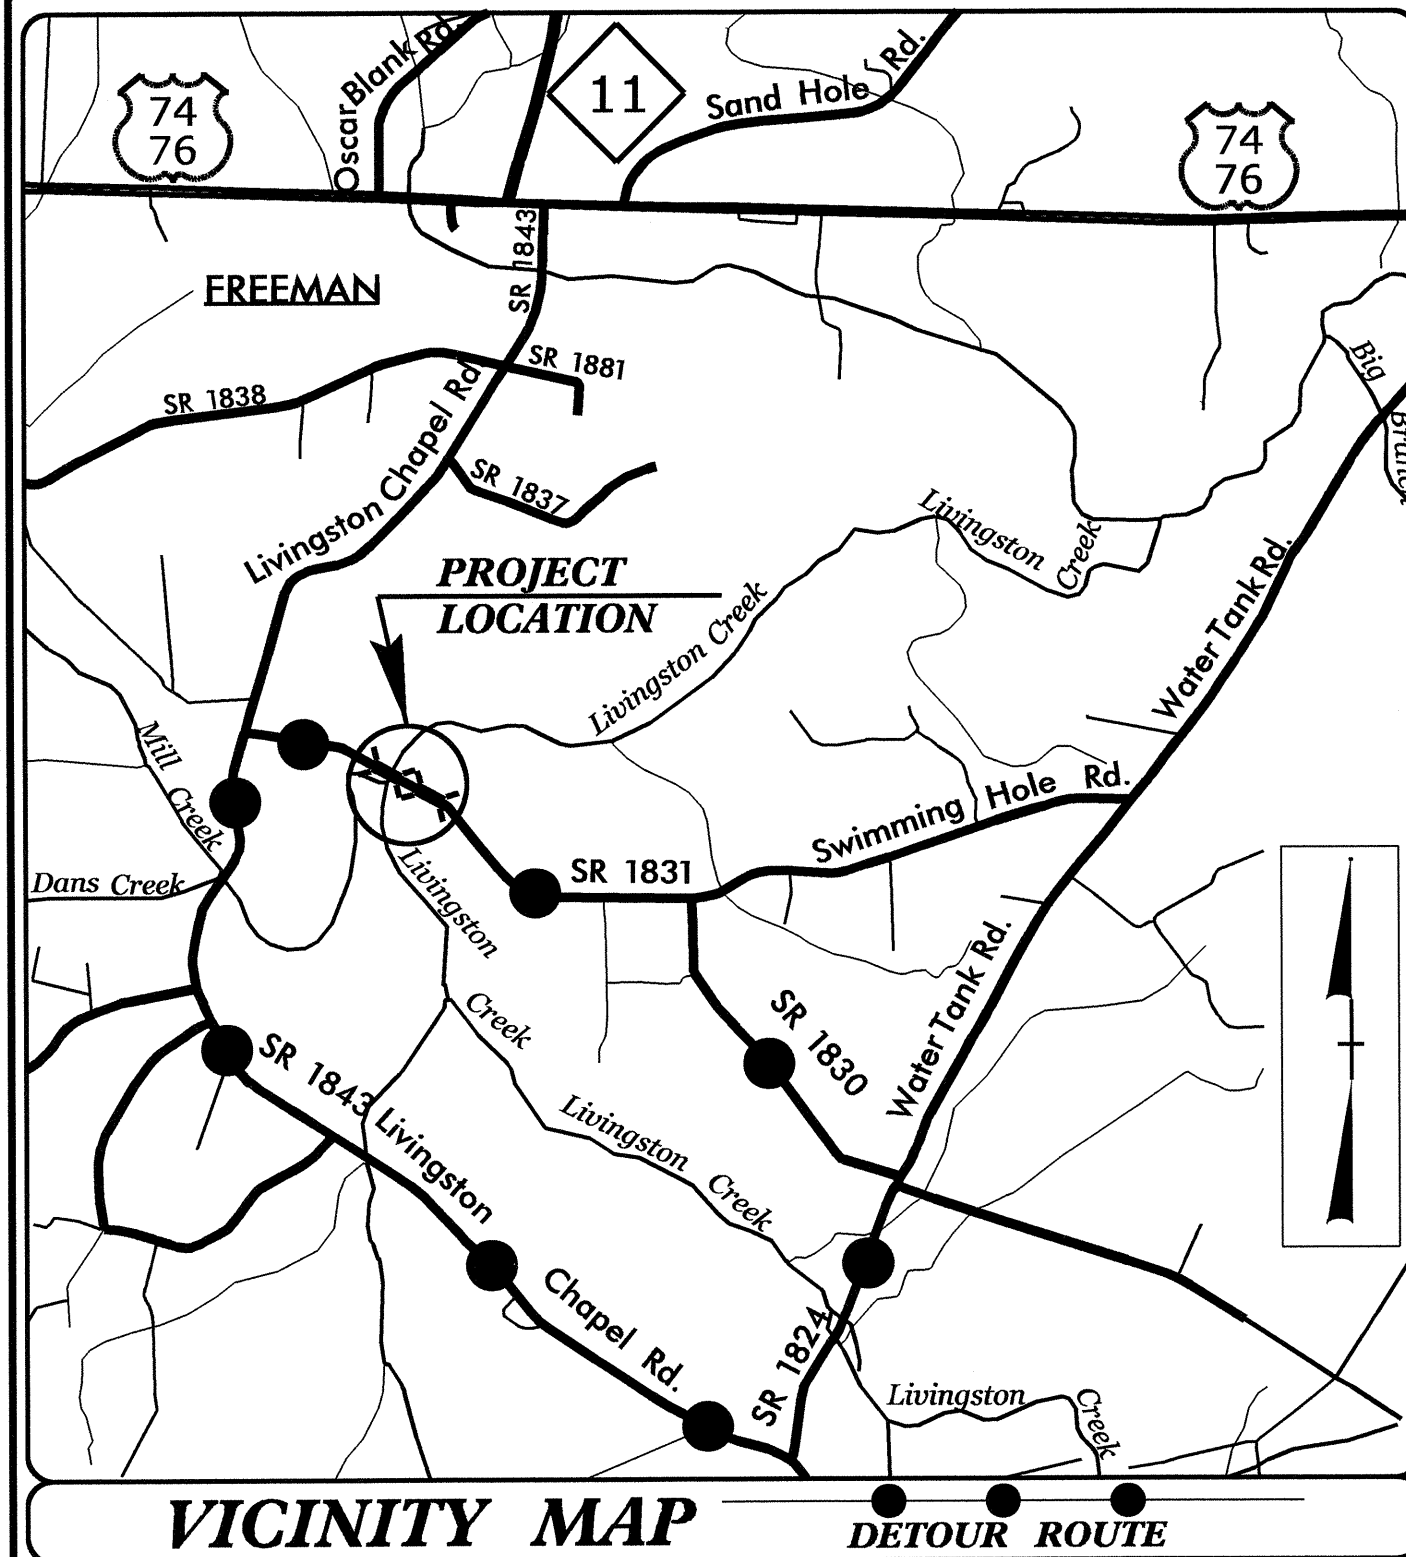 Oscar Blank Rd.
74
76
11
Sand Hole Rd.
74
76
SR 1843
FREEMAN
SR 1881
SR 1838
Livingston Chapel Rd.
SR 1837
Big Branch
Livingston Creek
Water Tank Rd.
PROJECT
LOCATION
Livingston Creek
Mill Creek
Swimming Hole Rd.
SR 1831
Dans Creek
Livingston Creek
Water Tank Rd.
SR 1830
SR 1843 Livingston Chapel Rd.
Livingston Creek
SR 1824
Livingston Creek
VICINITY MAP
DETOUR ROUTE